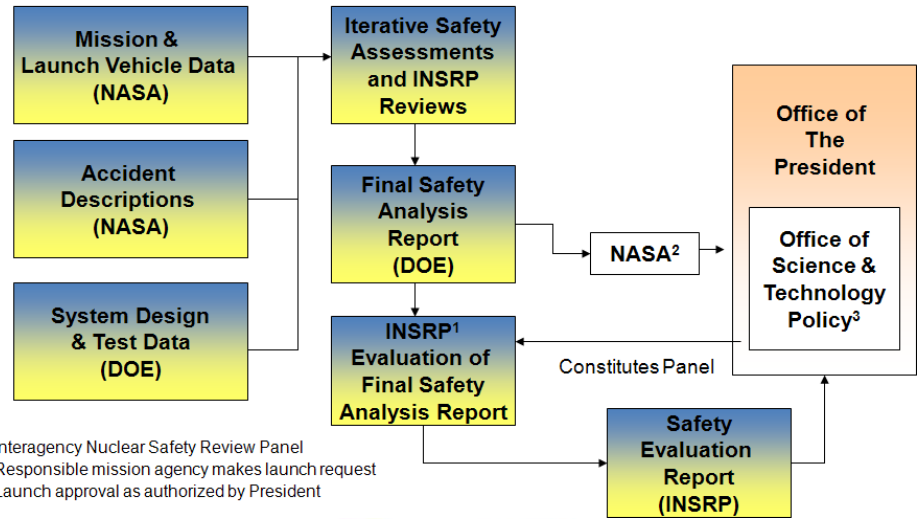 Mission &
Launch Vehicle Data
(NASA)
Accident
Descriptions
(NASA)
System Design
& Test Data
(DOE)
Iterative Safety
Assessments
and INSRP
Reviews
Final Safety
Analysis
Report
(DOE)
INSRP¹
Evaluation of
Final Safety
Analysis Report
NASA²
Office of
The
President
Office of
Science &
Technology
Policy³
Constitutes Panel
Safety
Evaluation
Report
(INSRP)
nteragency Nuclear Safety Review Panel
Responsible mission agency makes launch request
Launch approval as authorized by President